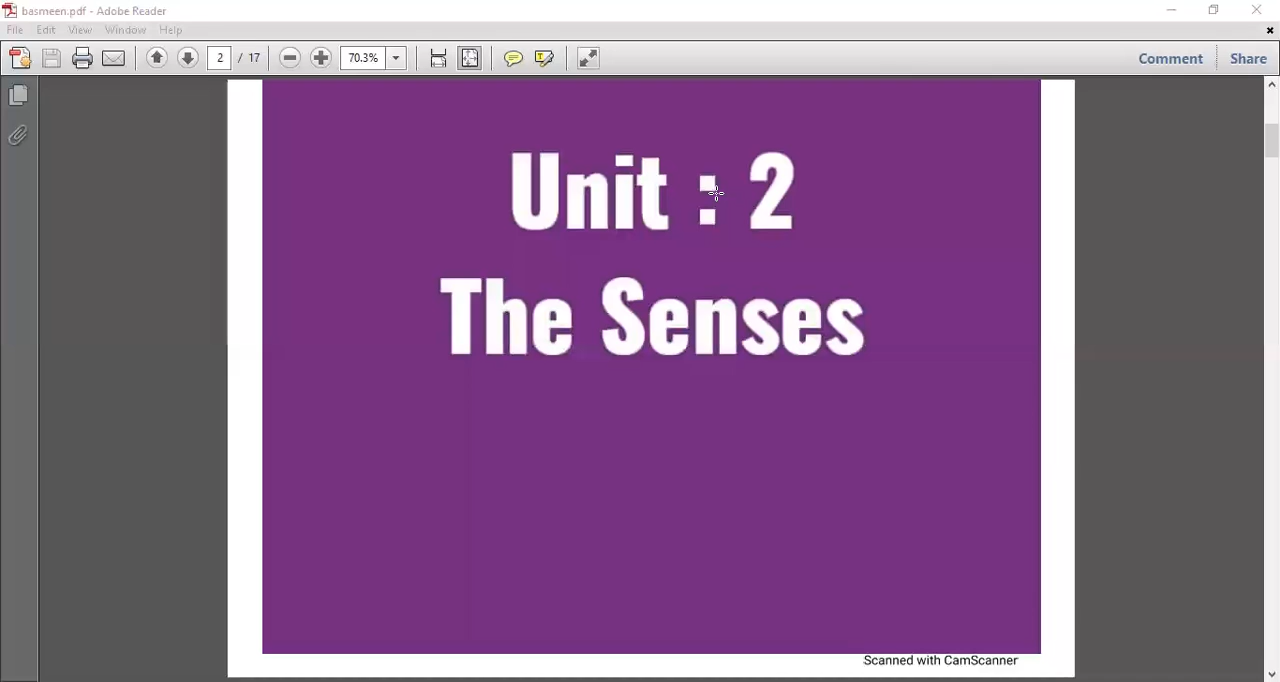 basmeen.pdf - Adobe Reader
File Edit View Window Help
2 / 17 70.3% Comment Share
Unit : 2
The Senses
Scanned with CamScanner